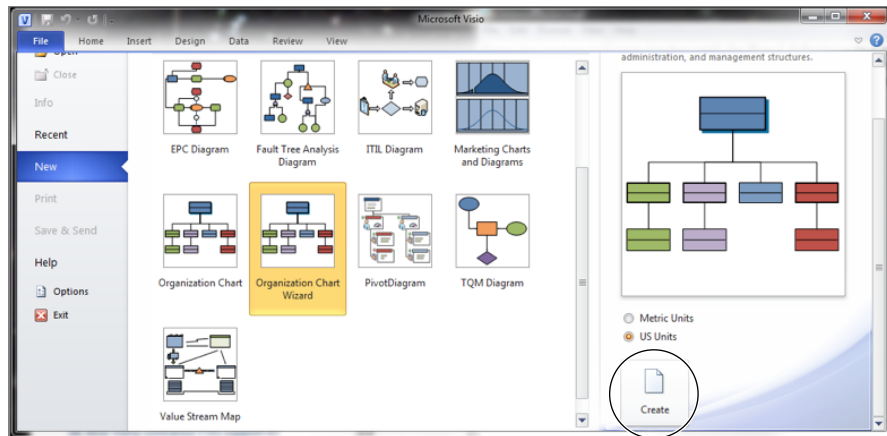 Microsoft Visio
File Home Insert Design Data Review View
Open
Close
Info
Recent
New
Print
Save & Send
Help
Options
Exit
EPC Diagram
Fault Tree Analysis
Diagram
ITIL Diagram
Marketing Charts
and Diagrams
Organization Chart
Organization Chart
Wizard
PivotDiagram
TQM Diagram
Value Stream Map
administration, and management structures.
Metric Units
US Units
Create